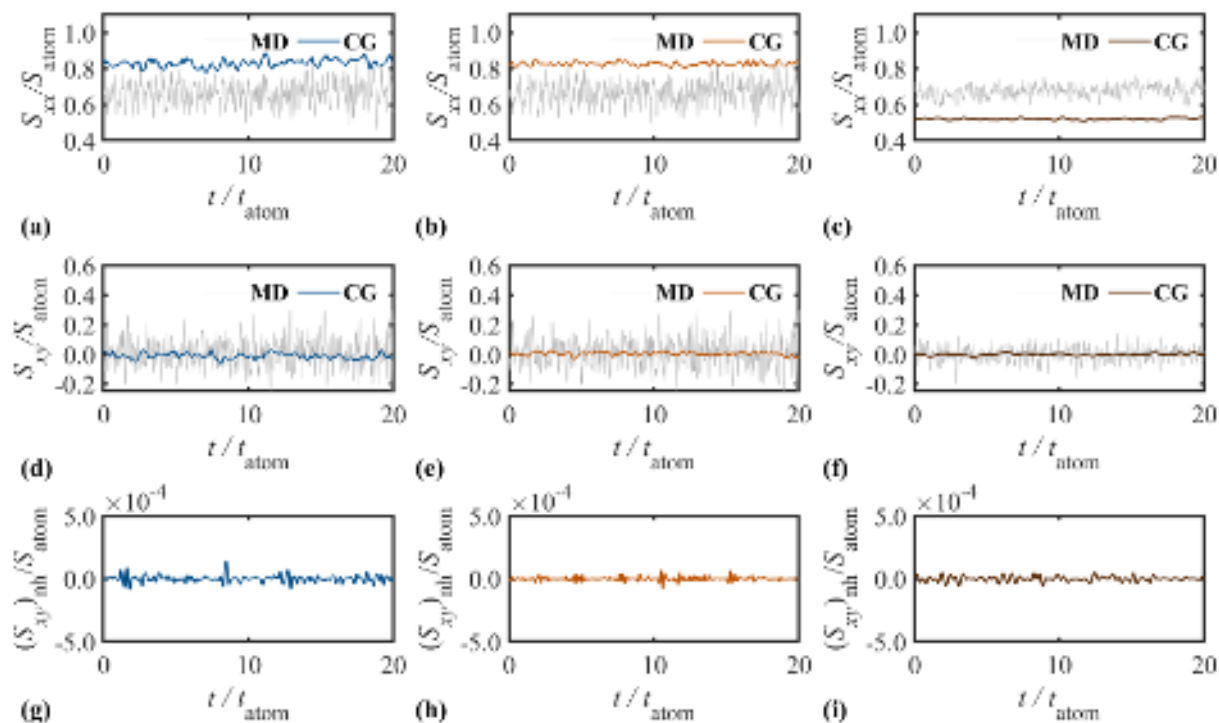 1.0 MD CG 1.0 MD CG 1.0 MD CG
0.8 0.8 0.8
S_xx/S_atom S_xx/S_atom S_xx/S_atom
0.6 0.6 0.6
0.4 0.4 0.4
0 10 20 0 10 20 0 10 20
t / t_atom t / t_atom t / t_atom
(a) (b) (c)
0.6 0.6 0.6
MD CG MD CG MD CG
0.4 0.4 0.4
S_xy/S_atom S_xy/S_atom S_xy/S_atom
0.2 0.2 0.2
0.0 0.0 0.0
-0.2 -0.2 -0.2
0 10 20 0 10 20 0 10 20
t / t_atom t / t_atom t / t_atom
(d) (e) (f)
×10^-4 ×10^-4 ×10^-4
5.0 5.0 5.0
(S_xy)_nh/S_atom (S_xy)_nh/S_atom (S_xy)_nh/S_atom
0.0 0.0 0.0
-5.0 -5.0 -5.0
0 10 20 0 10 20 0 10 20
t / t_atom t / t_atom t / t_atom
(g) (h) (i)